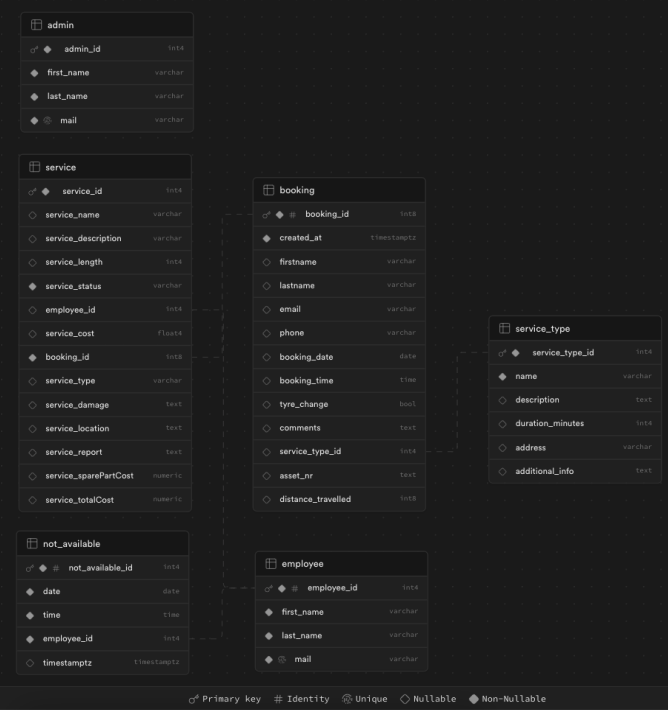 admin
admin_id int4
first_name varchar
last_name varchar
mail varchar
service
service_id int4
service_name varchar
service_description varchar
service_length int4
service_status varchar
employee_id int4
service_cost float4
booking_id int8
service_type varchar
service_damage text
service_location text
service_report text
service_sparePartCost numeric
service_totalCost numeric
not_available
not_available_id int4
date date
time time
employee_id int4
timestamptz timestamptz
booking
booking_id int8
created_at timestamptz
firstname varchar
lastname varchar
email varchar
phone varchar
booking_date date
booking_time time
tyre_change bool
comments text
service_type_id int4
asset_nr text
distance_travelled int8
employee
employee_id int4
first_name varchar
last_name varchar
mail varchar
service_type
service_type_id int4
name varchar
description text
duration_minutes int4
address varchar
additional_info text
Primary key # Identity Unique Nullable Non-Nullable